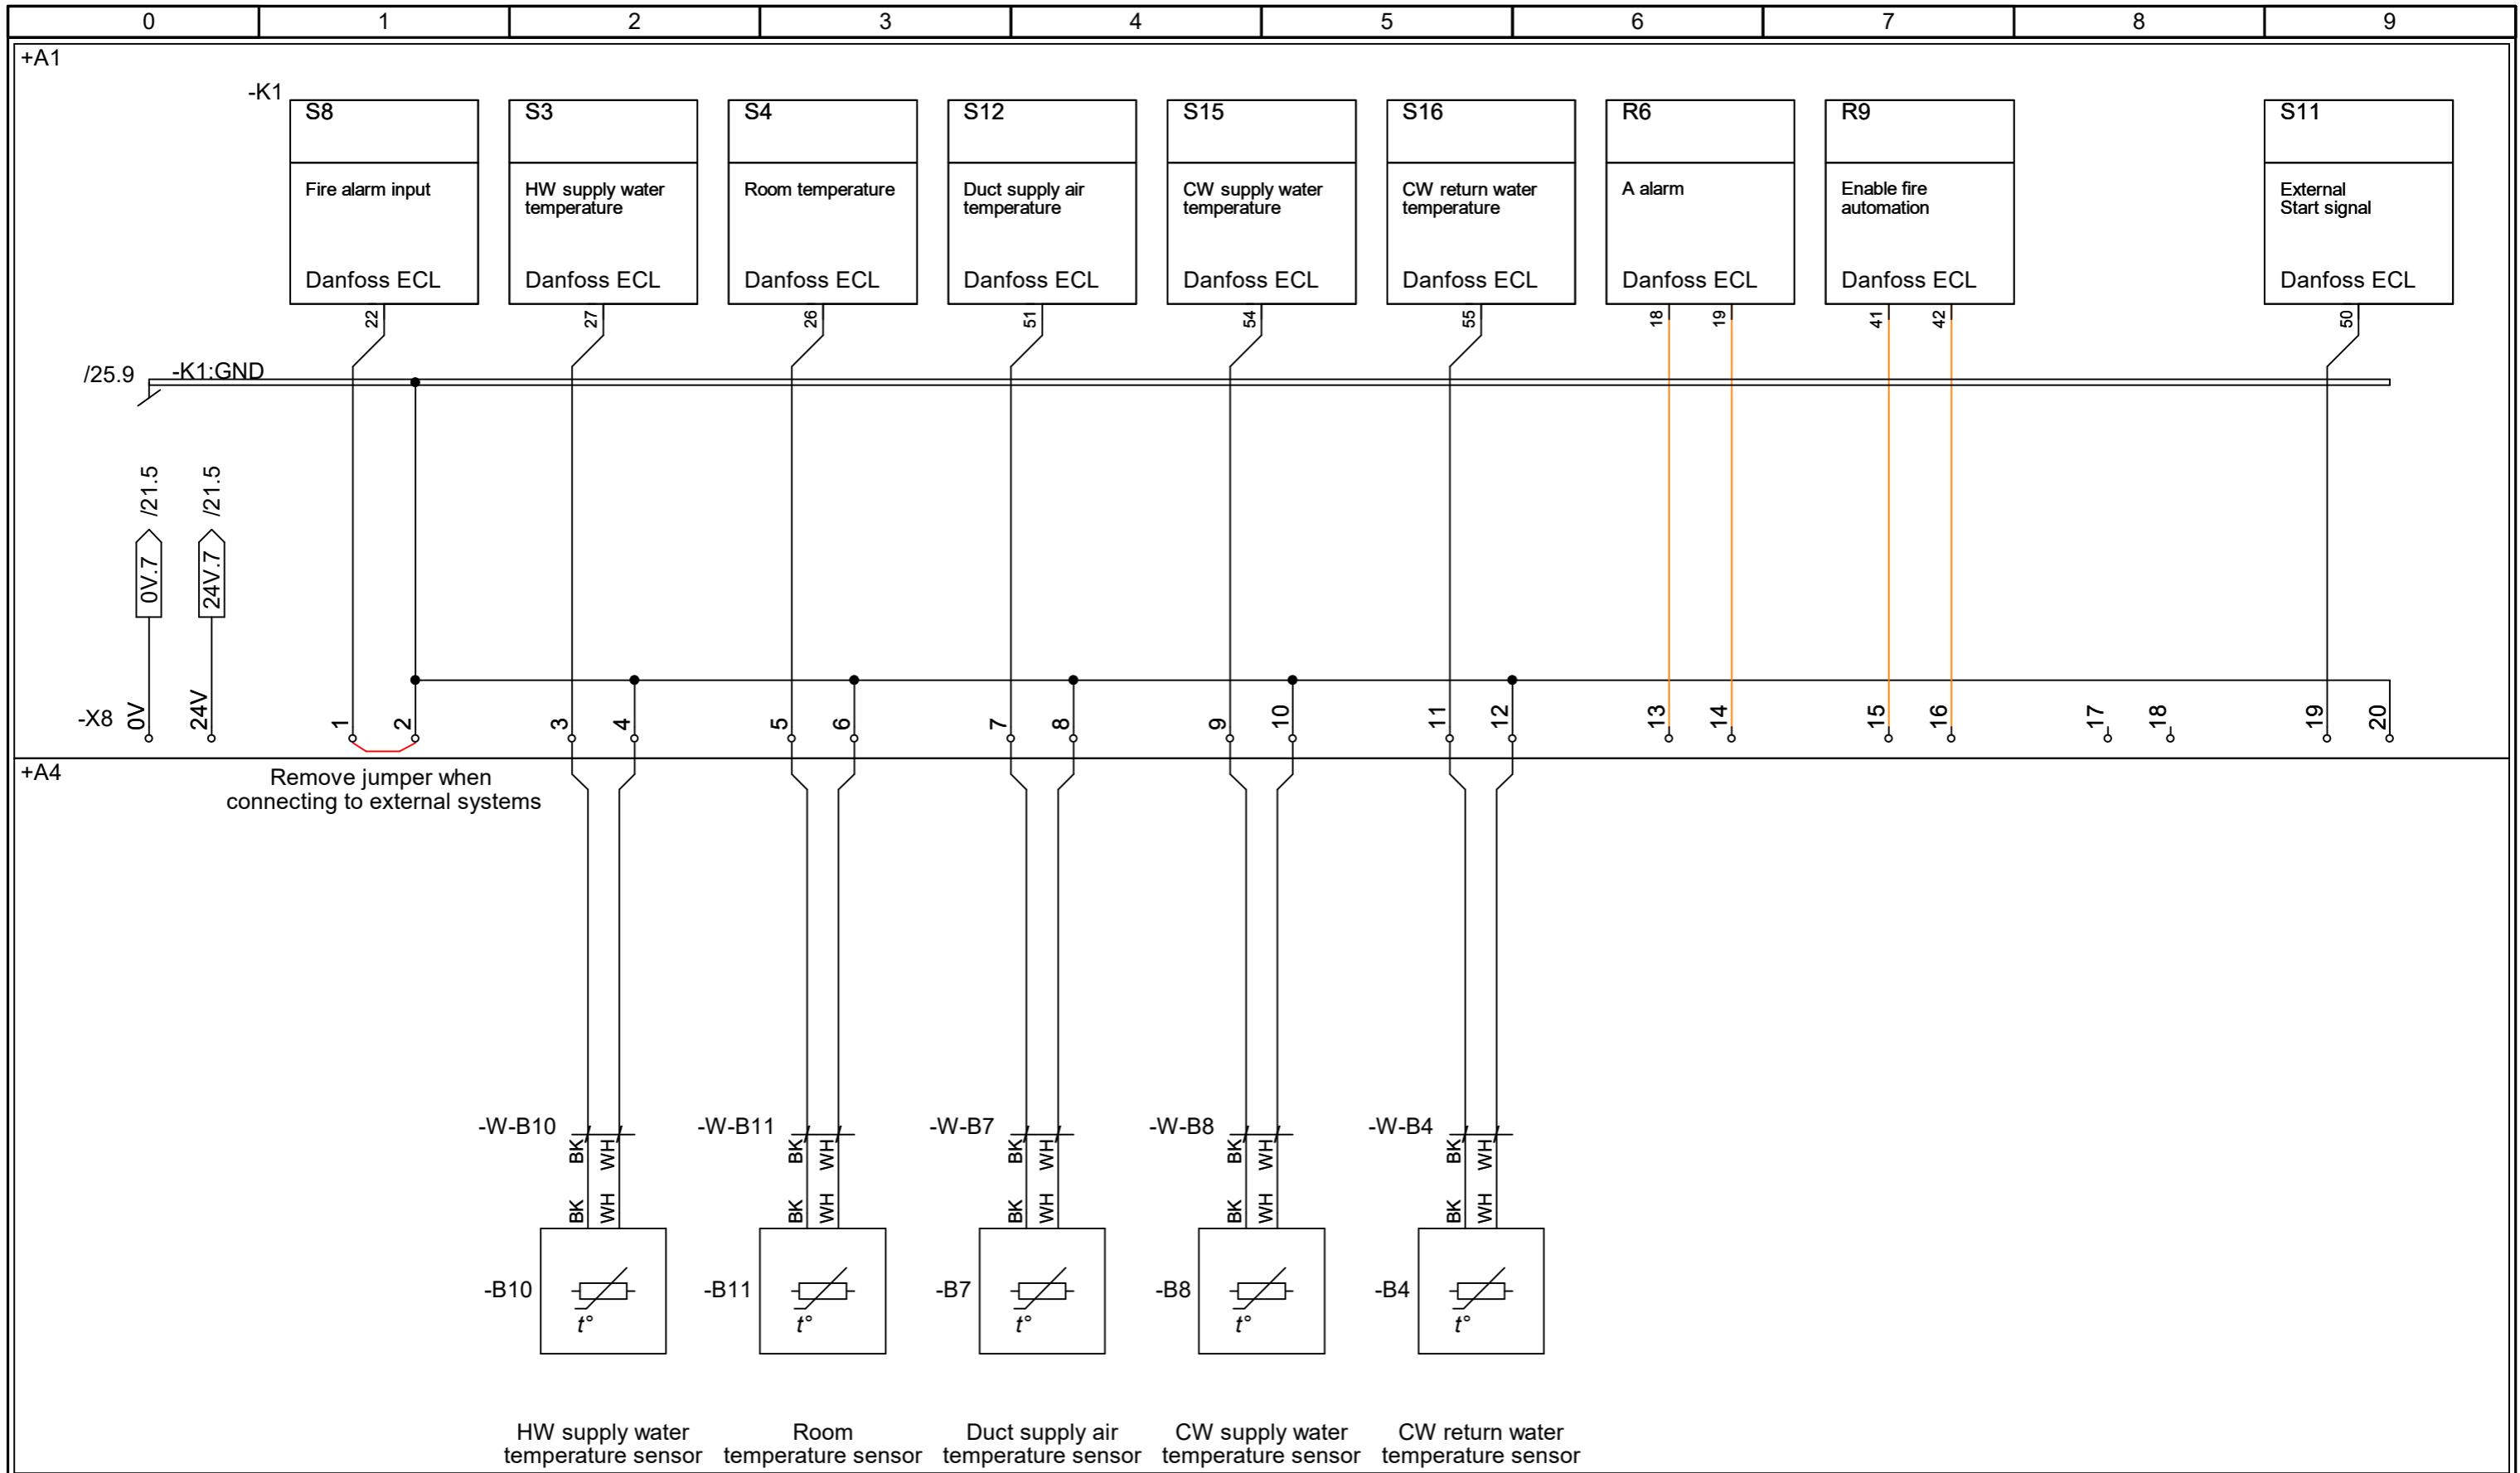 0 1 2 3 4 5 6 7 8 9
+A1
-K1
S8 S3 S4 S12 S15 S16 R6 R9 S11
Fire alarm input
HW supply water
temperature
Room temperature
Duct supply air
temperature
CW supply water
temperature
CW return water
temperature
A alarm
Enable fire
automation
External
Start signal
Danfoss ECL Danfoss ECL Danfoss ECL Danfoss ECL Danfoss ECL Danfoss ECL Danfoss ECL Danfoss ECL Danfoss ECL
22 27 26 51 54 55 18 19 41 42 50
/25.9 -K1:GND
/21.5 /21.5
0V.7 24V.7
-X8 0V 24V 1 2 3 4 5 6 7 8 9 10 11 12 13 14 15 16 17 18 19 20
+A4
Remove jumper when
connecting to external systems
-W-B10 -W-B11 -W-B7 -W-B8 -W-B4
BK WH BK WH BK WH BK WH BK WH
BK WH BK WH BK WH BK WH BK WH
-B10 -B11 -B7 -B8 -B4
t° t° t° t° t°
HW supply water
temperature sensor
Room
temperature sensor
Duct supply air
temperature sensor
CW supply water
temperature sensor
CW return water
temperature sensor